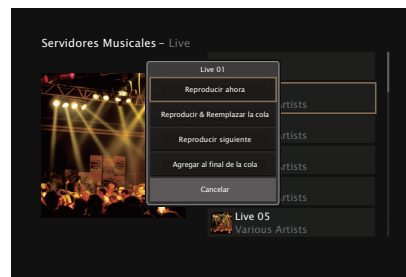 Servidores Musicales – Live
Live 01
Reproducir ahora
Reproducir & Reemplazar la cola
Reproducir siguiente
Agregar al final de la cola
Cancelar
Artists
Artists
Artists
Artists
Live 05
Various Artists